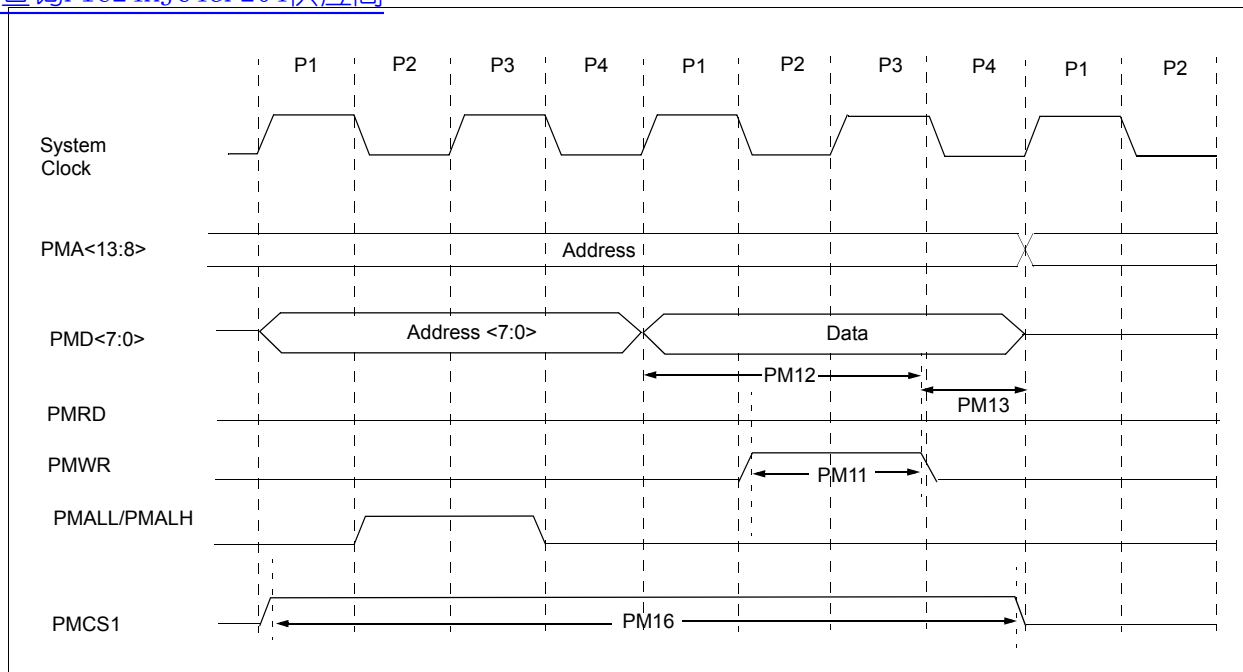 P1 P2 P3 P4 P1 P2 P3 P4 P1 P2
System
Clock
PMA<13:8>
Address
PMD<7:0>
Address <7:0>
Data
PM12
PM13
PMRD
PMWR
PM11
PMALL/PMALH
PMCS1
PM16